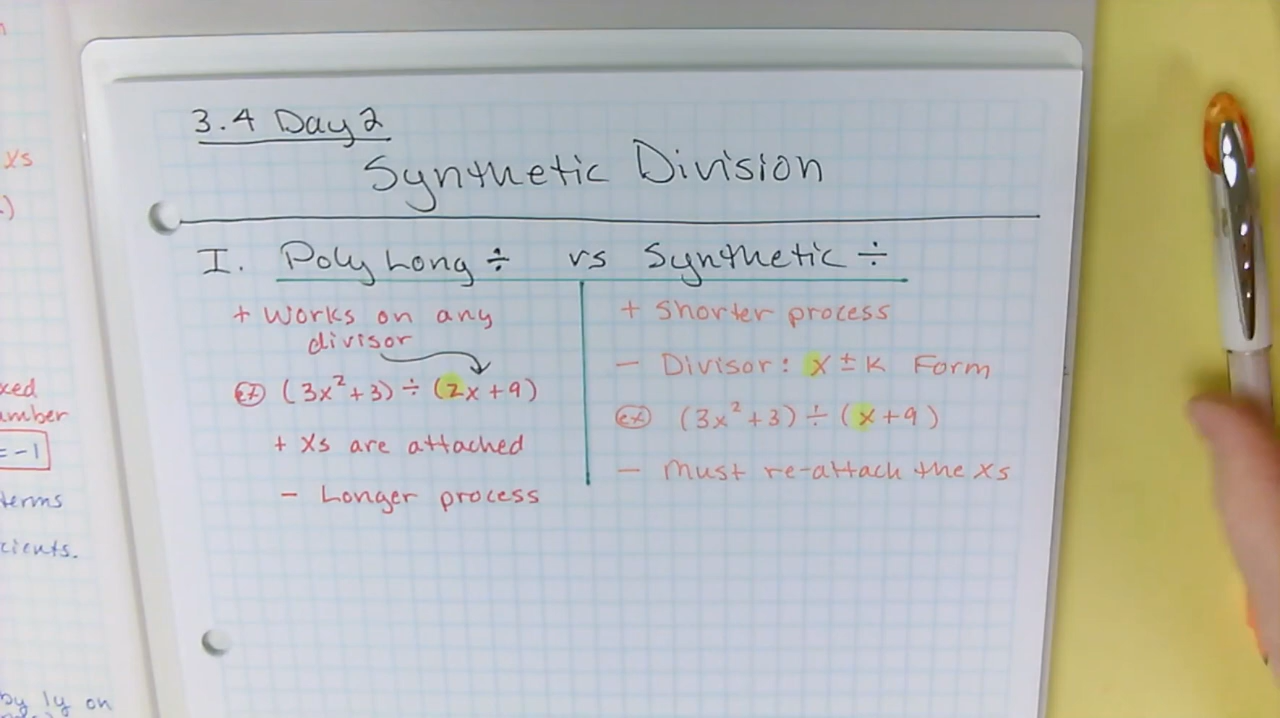 3.4 Day 2
Synthetic Division
I. Poly Long ÷ vs Synthetic ÷
+ Works on any
divisor
ex (3x²+3) ÷ (2x+9)
+ Xs are attached
- Longer process
+ Shorter process
- Divisor: x ± K Form
ex (3x²+3) ÷ (x+9)
- Must re-attach the xs
xs
.)
xed
umber
= -1
terms
cients.
by 1y on